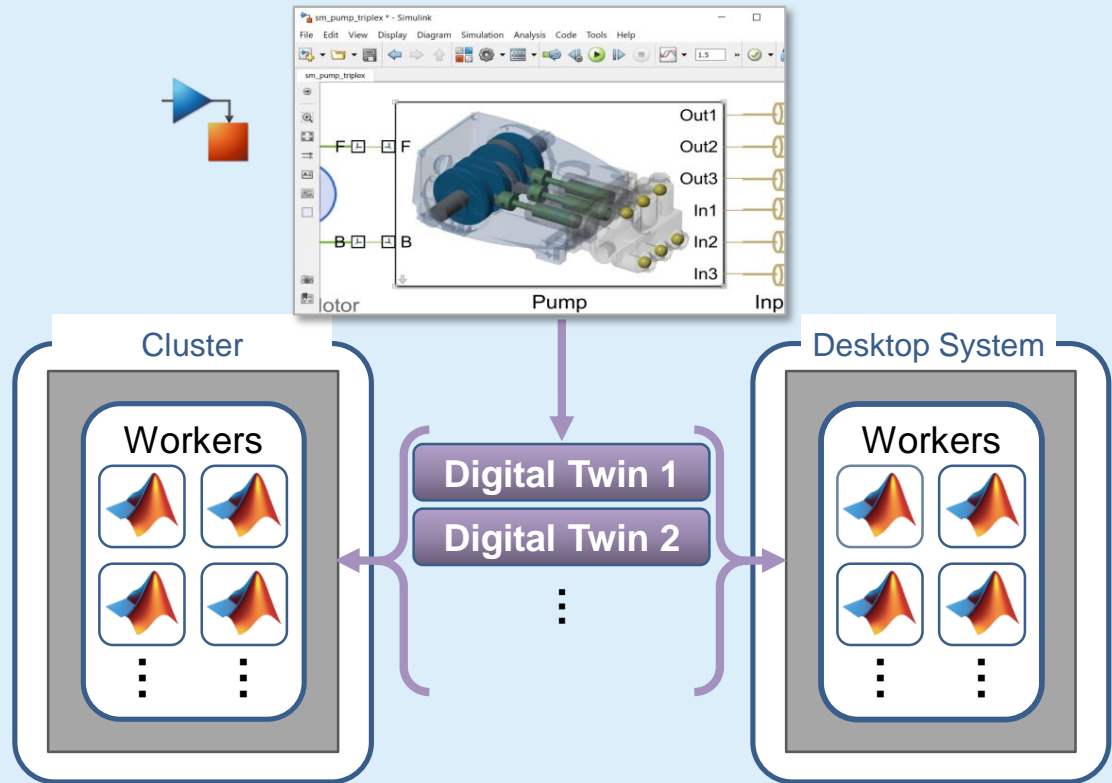 sm_pump_triplex * - Simulink
File Edit View Display Diagram Simulation Analysis Code Tools Help
1.5
»
sm_pump_triplex
Out1
F F Out2
Out3
In1
B B In2
In3
lotor Pump Inp
Cluster Desktop System
Workers Workers
Digital Twin 1
Digital Twin 2
⋮
⋮ ⋮ ⋮ ⋮